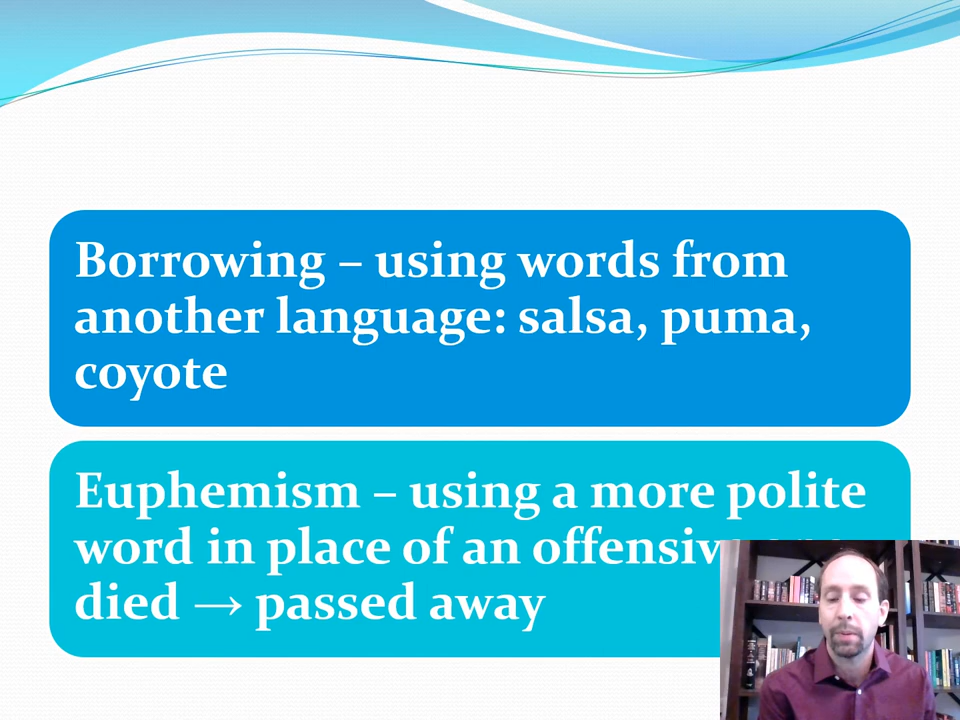 Borrowing – using words from
another language: salsa, puma,
coyote
Euphemism – using a more polite
word in place of an
died → passed away